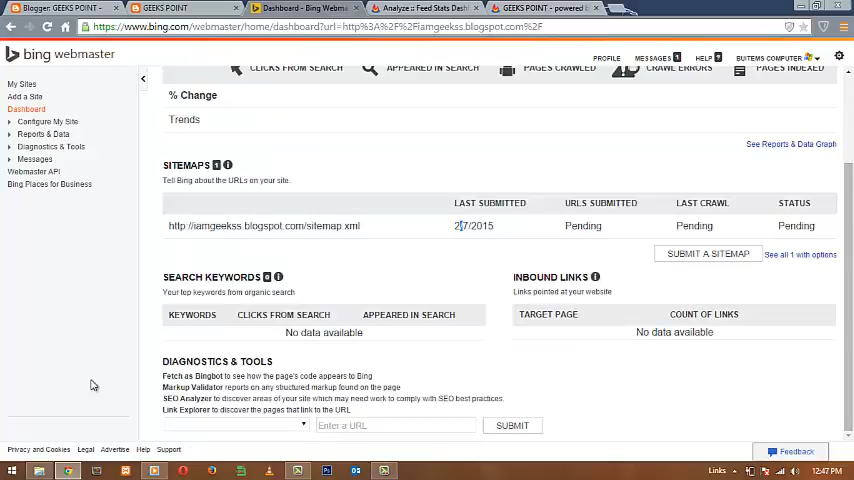 Blogger: GEEKS POINT -
GEEKS POINT
Dashboard - Bing Webma
Analyze :: Feed Stats Dash
GEEKS POINT - powered b
https://www.bing.com/webmaster/home/dashboard?url=http%3A%2F%2Fiamgeekss.blogspot.com%2F
bing webmaster
PROFILE
MESSAGES 1
HELP ?
BUITEMS COMPUTER
My Sites
Add a Site
Dashboard
Configure My Site
Reports & Data
Diagnostics & Tools
Messages
Webmaster API
Bing Places for Business
CLICKS FROM SEARCH
APPEARED IN SEARCH
PAGES CRAWLED
CRAWL ERRORS
PAGES INDEXED
% Change
Trends
See Reports & Data Graph
SITEMAPS 1
Tell Bing about the URLs on your site.
LAST SUBMITTED URLS SUBMITTED LAST CRAWL STATUS
http://iamgeekss.blogspot.com/sitemap.xml 2/7/2015 Pending Pending Pending
SUBMIT A SITEMAP
See all 1 with options
SEARCH KEYWORDS 0
Your top keywords from organic search
KEYWORDS CLICKS FROM SEARCH APPEARED IN SEARCH
No data available
INBOUND LINKS
Links pointed at your website
TARGET PAGE COUNT OF LINKS
No data available
DIAGNOSTICS & TOOLS
Fetch as Bingbot to see how the page's code appears to Bing
Markup Validator reports on any structured markup found on the page
SEO Analyzer to discover areas of your site which may need work to comply with SEO best practices.
Link Explorer to discover the pages that link to the URL
Enter a URL
SUBMIT
Privacy and Cookies Legal Advertise Help Support
Feedback
Links
12:47 PM